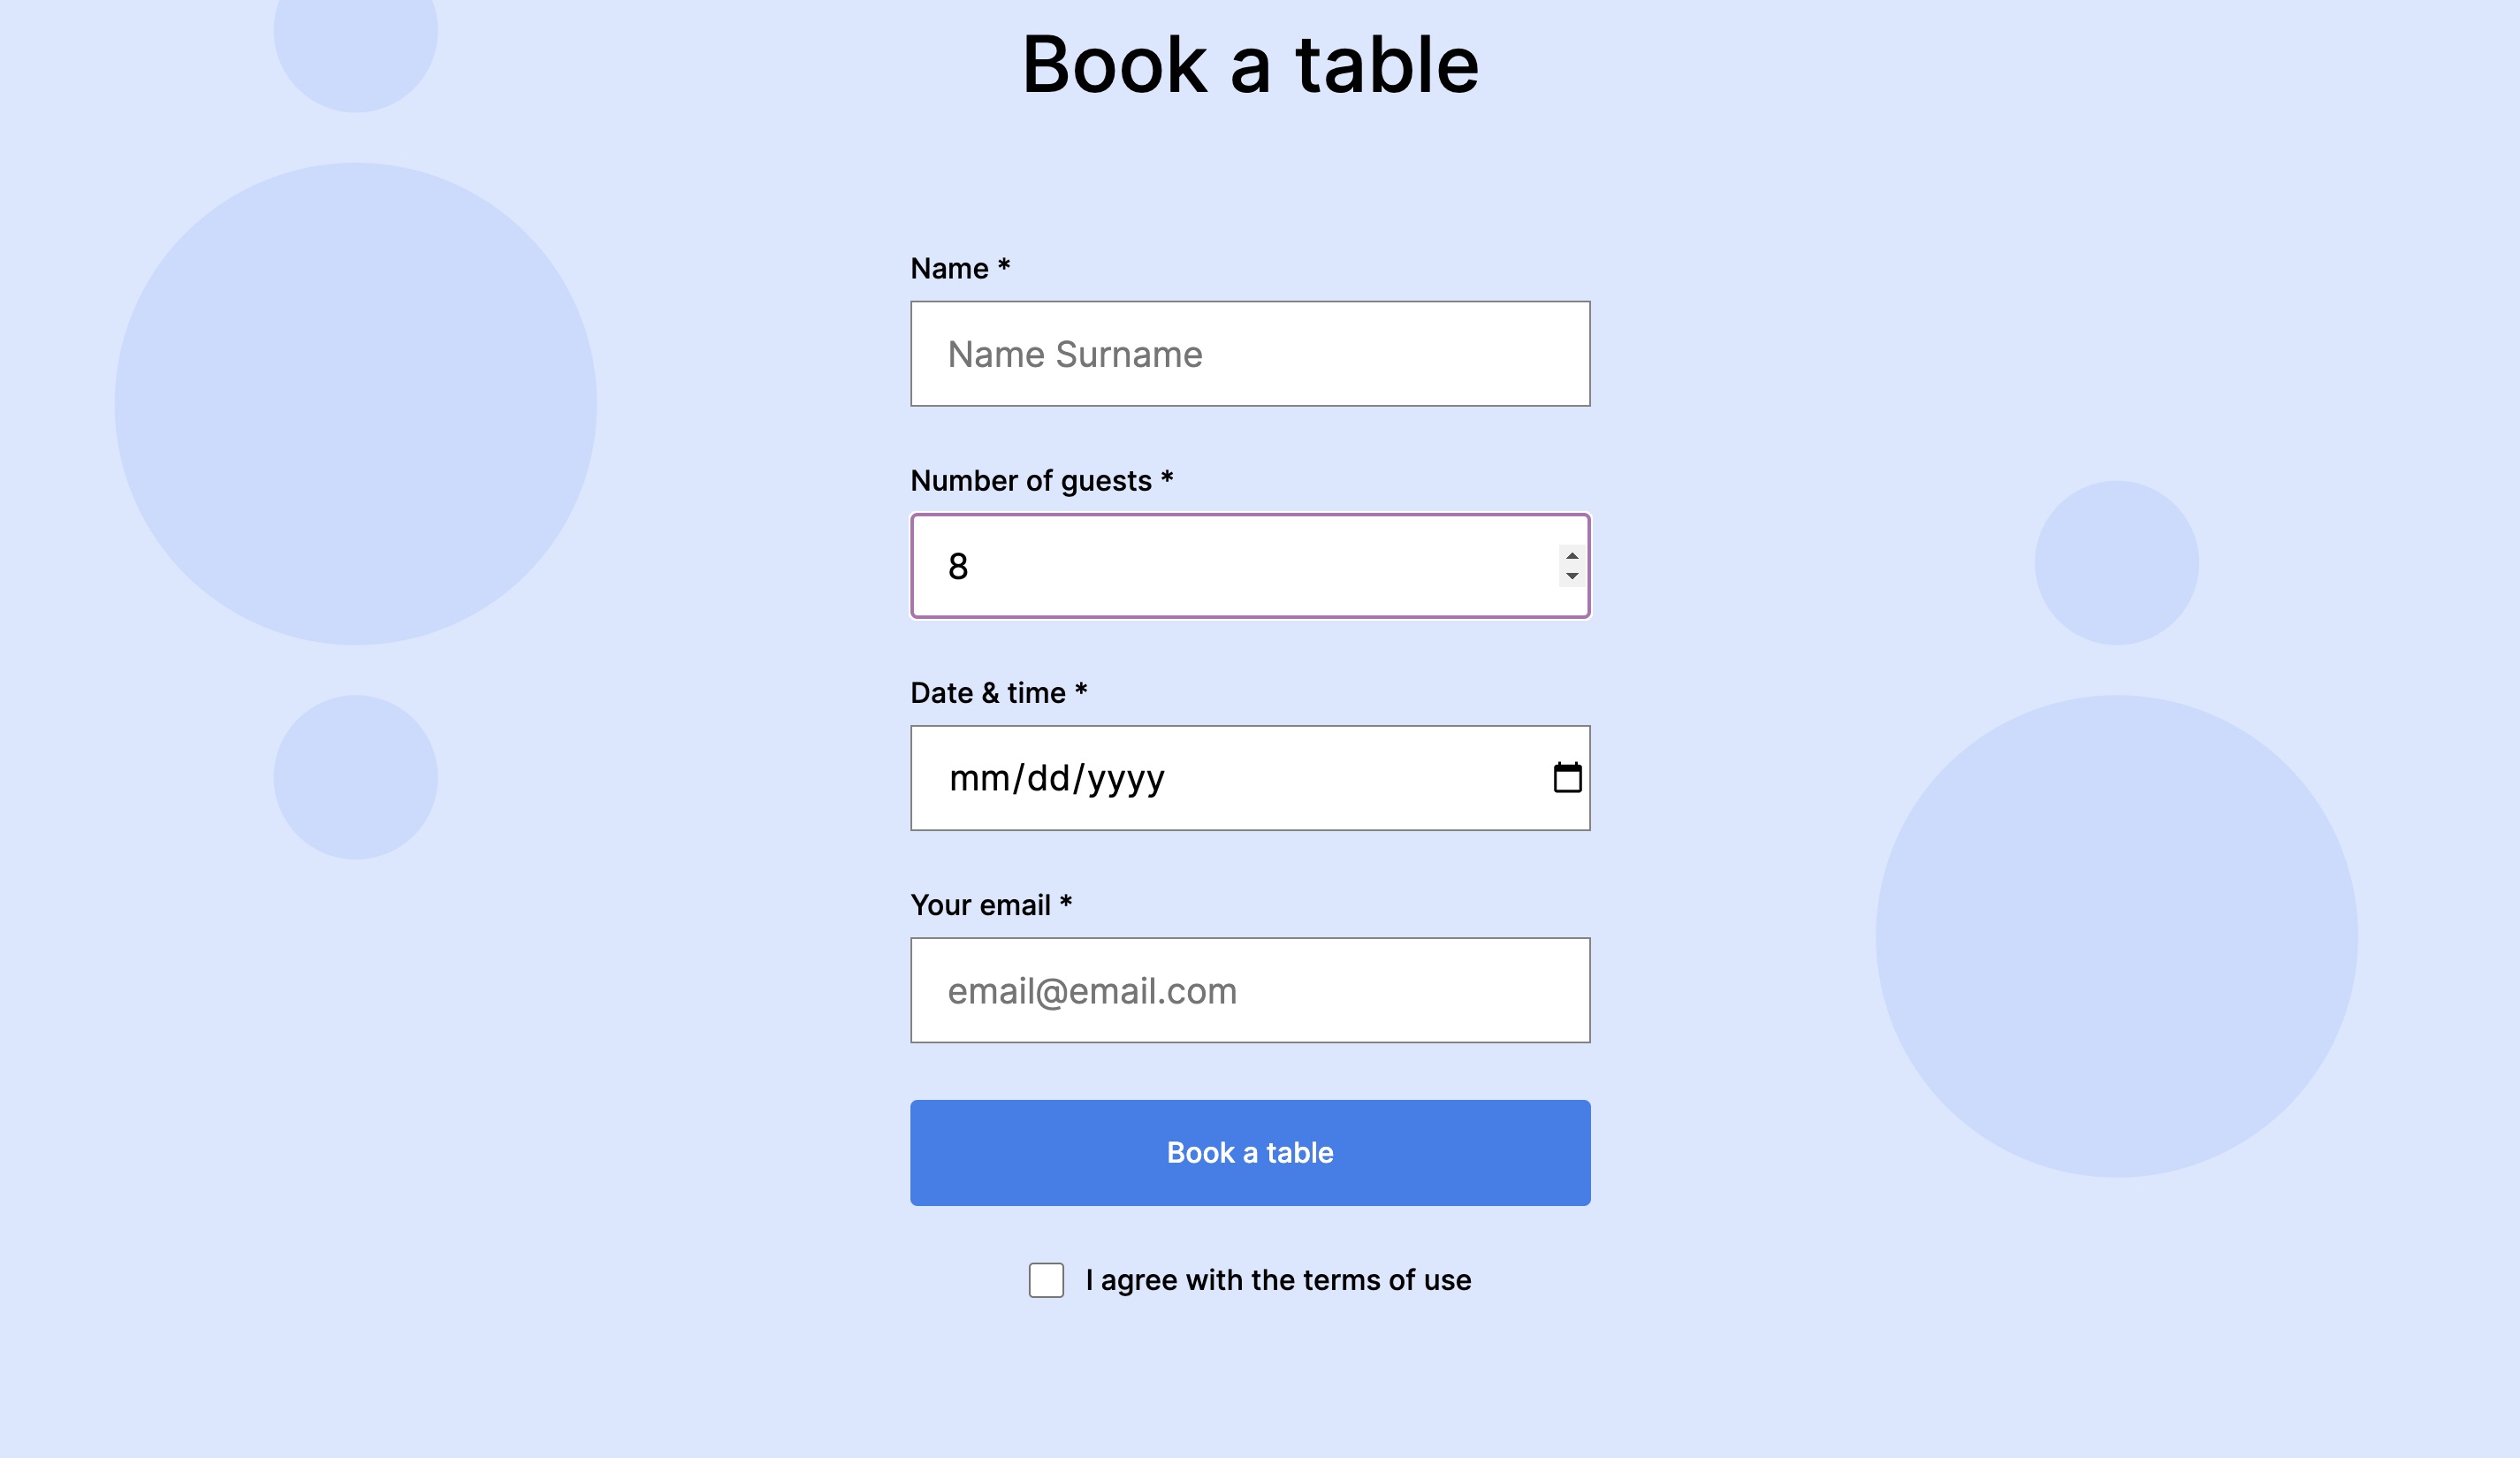 Book a table
Name *
Name Surname
Number of guests *
8
Date & time *
mm/dd/yyyy
Your email *
email@email.com
Book a table
I agree with the terms of use